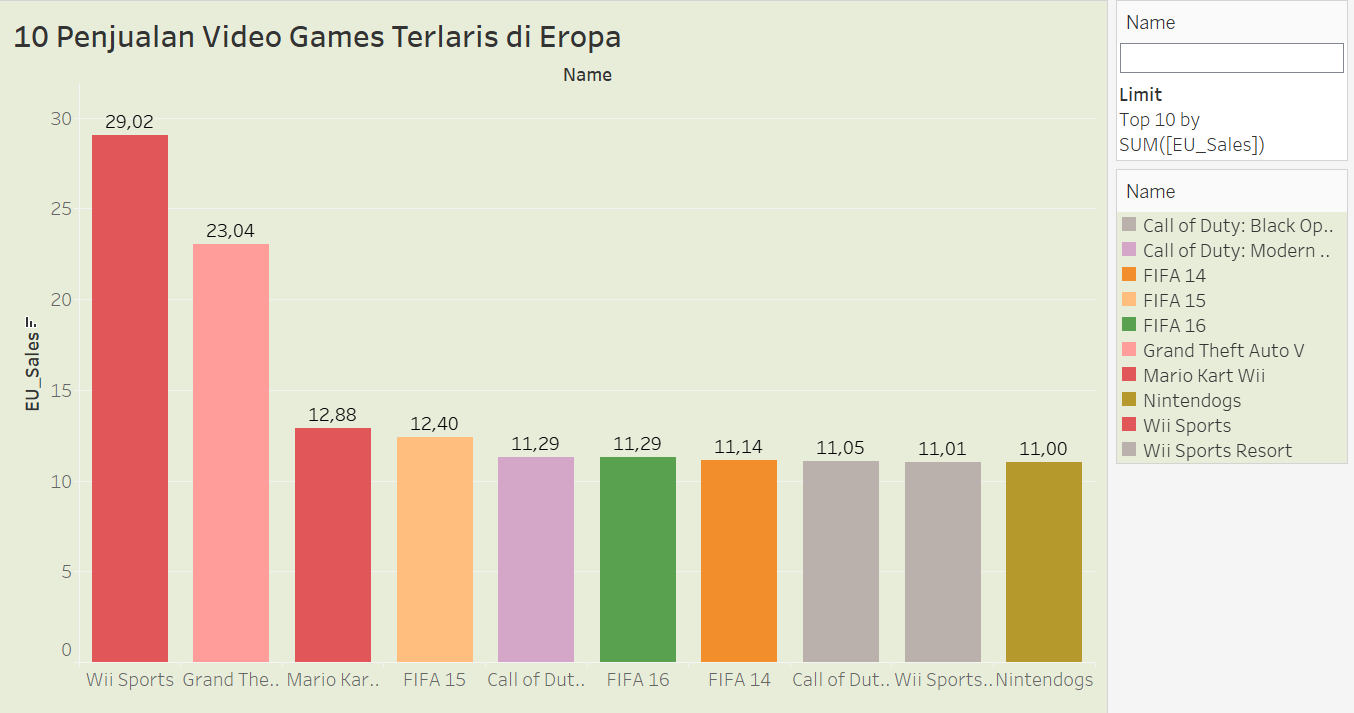 10 Penjualan Video Games Terlaris di Eropa
Name
EU_Sales
30
25
20
15
10
5
0
29,02
23,04
12,88
12,40
11,29
11,29
11,14
11,05
11,01
11,00
Wii Sports
Grand The..
Mario Kar..
FIFA 15
Call of Dut..
FIFA 16
FIFA 14
Call of Dut..
Wii Sports..
Nintendogs
Name
Limit
Top 10 by
SUM([EU_Sales])
Name
Call of Duty: Black Op..
Call of Duty: Modern ..
FIFA 14
FIFA 15
FIFA 16
Grand Theft Auto V
Mario Kart Wii
Nintendogs
Wii Sports
Wii Sports Resort